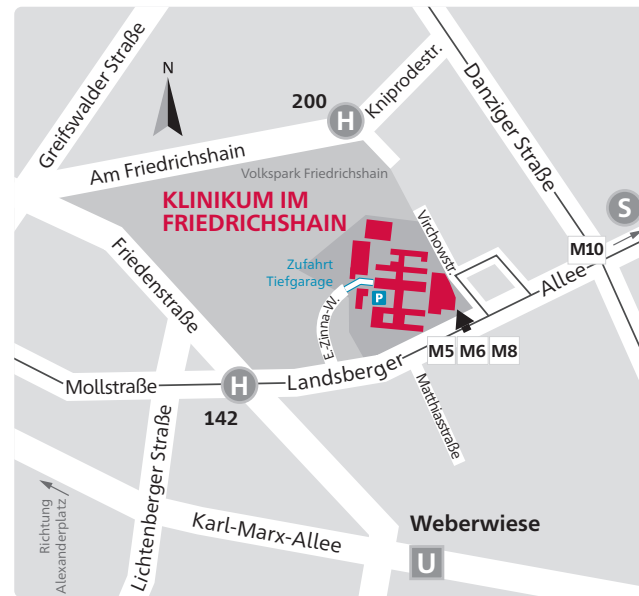 Greifswalder Straße
N
200
H
Kniprodestr.
Danziger Straße
Am Friedrichshain
Volkspark Friedrichshain
KLINIKUM IM
FRIEDRICHSHAIN
Virchowstr.
S
M10
Friedenstraße
Zufahrt
Tiefgarage
P
E-Zinna-W.
Landsberger Allee
M5 M6 M8
Mollstraße
H
142
Matthiasstraße
Lichtenberger Straße
Richtung
Alexanderplatz
Karl-Marx-Allee
Weberwiese
U